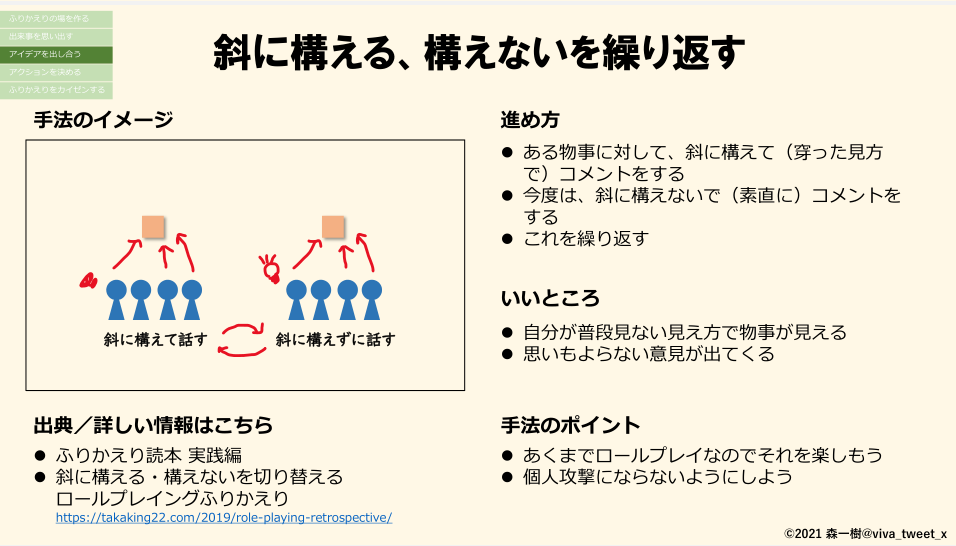 ふりかえりの場を作る
出来事を思い出す
アイデアを出し合う
アクションを決める
ふりかえりをカイゼンする
斜に構える、構えないを繰り返す
手法のイメージ
斜に構えて話す
斜に構えずに話す
出典／詳しい情報はこちら
● ふりかえり読本 実践編
● 斜に構える・構えないを切り替える
ロールプレイングふりかえり
https://takaking22.com/2019/role-playing-retrospective/
進め方
● ある物事に対して、斜に構えて（穿った見方
で）コメントをする
● 今度は、斜に構えないで（素直に）コメントを
する
● これを繰り返す
いいところ
● 自分が普段見ない見え方で物事が見える
● 思いもよらない意見が出てくる
手法のポイント
● あくまでロールプレイなのでそれを楽しもう
● 個人攻撃にならないようにしよう
©2021 森一樹@viva_tweet_x